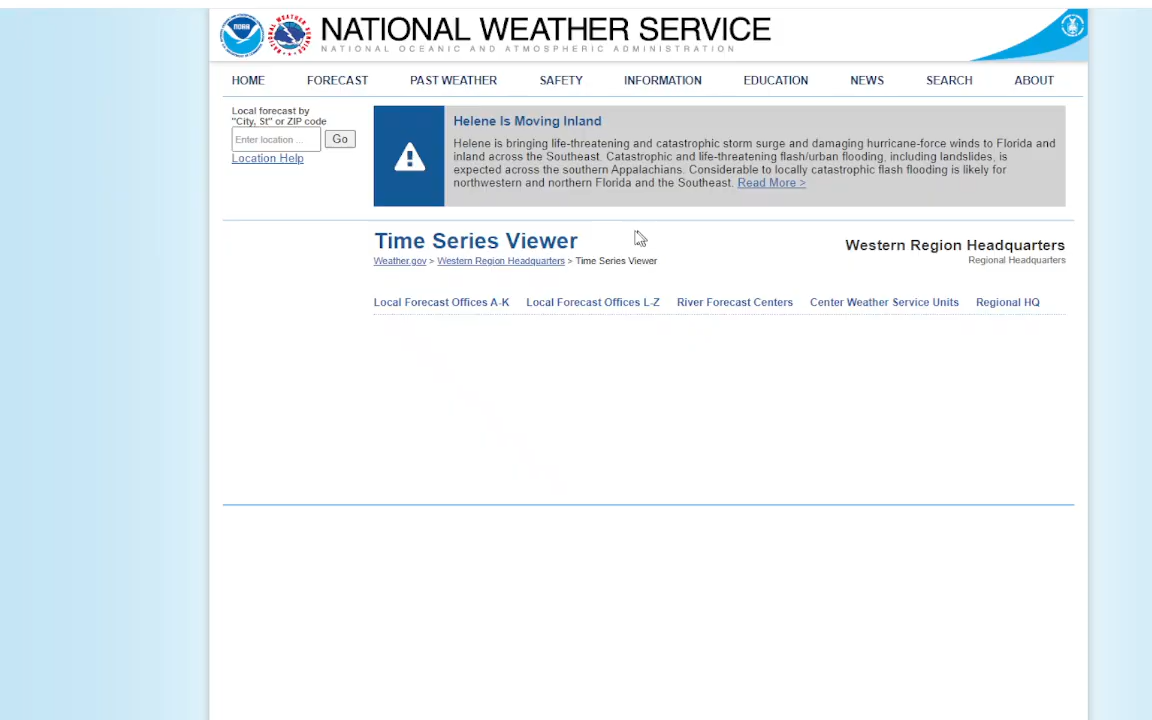 NOAA
NATIONAL WEATHER SERVICE
NATIONAL OCEANIC AND ATMOSPHERIC ADMINISTRATION
HOME FORECAST PAST WEATHER SAFETY INFORMATION EDUCATION NEWS SEARCH ABOUT
Local forecast by
"City, St" or ZIP code
Enter location ... Go
Location Help
Helene Is Moving Inland
Helene is bringing life-threatening and catastrophic storm surge and damaging hurricane-force winds to Florida and
inland across the Southeast. Catastrophic and life-threatening flash/urban flooding, including landslides, is
expected across the southern Appalachians. Considerable to locally catastrophic flash flooding is likely for
northwestern and northern Florida and the Southeast. Read More >
Time Series Viewer
Weather.gov > Western Region Headquarters > Time Series Viewer
Western Region Headquarters
Regional Headquarters
Local Forecast Offices A-K Local Forecast Offices L-Z River Forecast Centers Center Weather Service Units Regional HQ